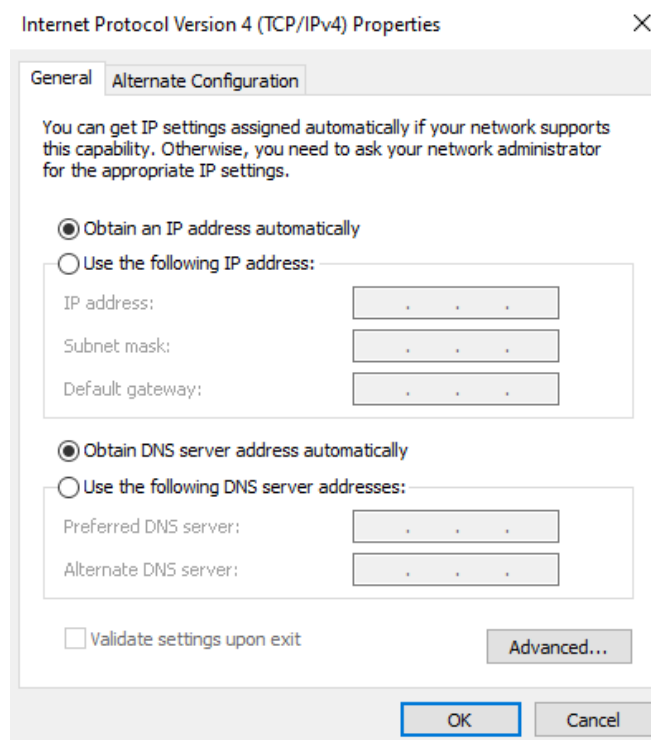 Internet Protocol Version 4 (TCP/IPv4) Properties
General
Alternate Configuration
You can get IP settings assigned automatically if your network supports
this capability. Otherwise, you need to ask your network administrator
for the appropriate IP settings.
Obtain an IP address automatically
Use the following IP address:
IP address:
Subnet mask:
Default gateway:
Obtain DNS server address automatically
Use the following DNS server addresses:
Preferred DNS server:
Alternate DNS server:
Validate settings upon exit
Advanced...
OK
Cancel